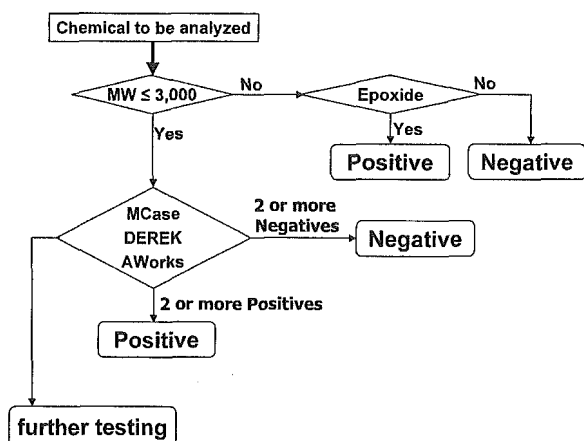 Chemical to be analyzed
MW ≤ 3,000
No
Epoxide
No
Yes
Yes
Positive
Negative
MCase
DEREK
AWorks
2 or more
Negatives
Negative
2 or more Positives
Positive
further testing